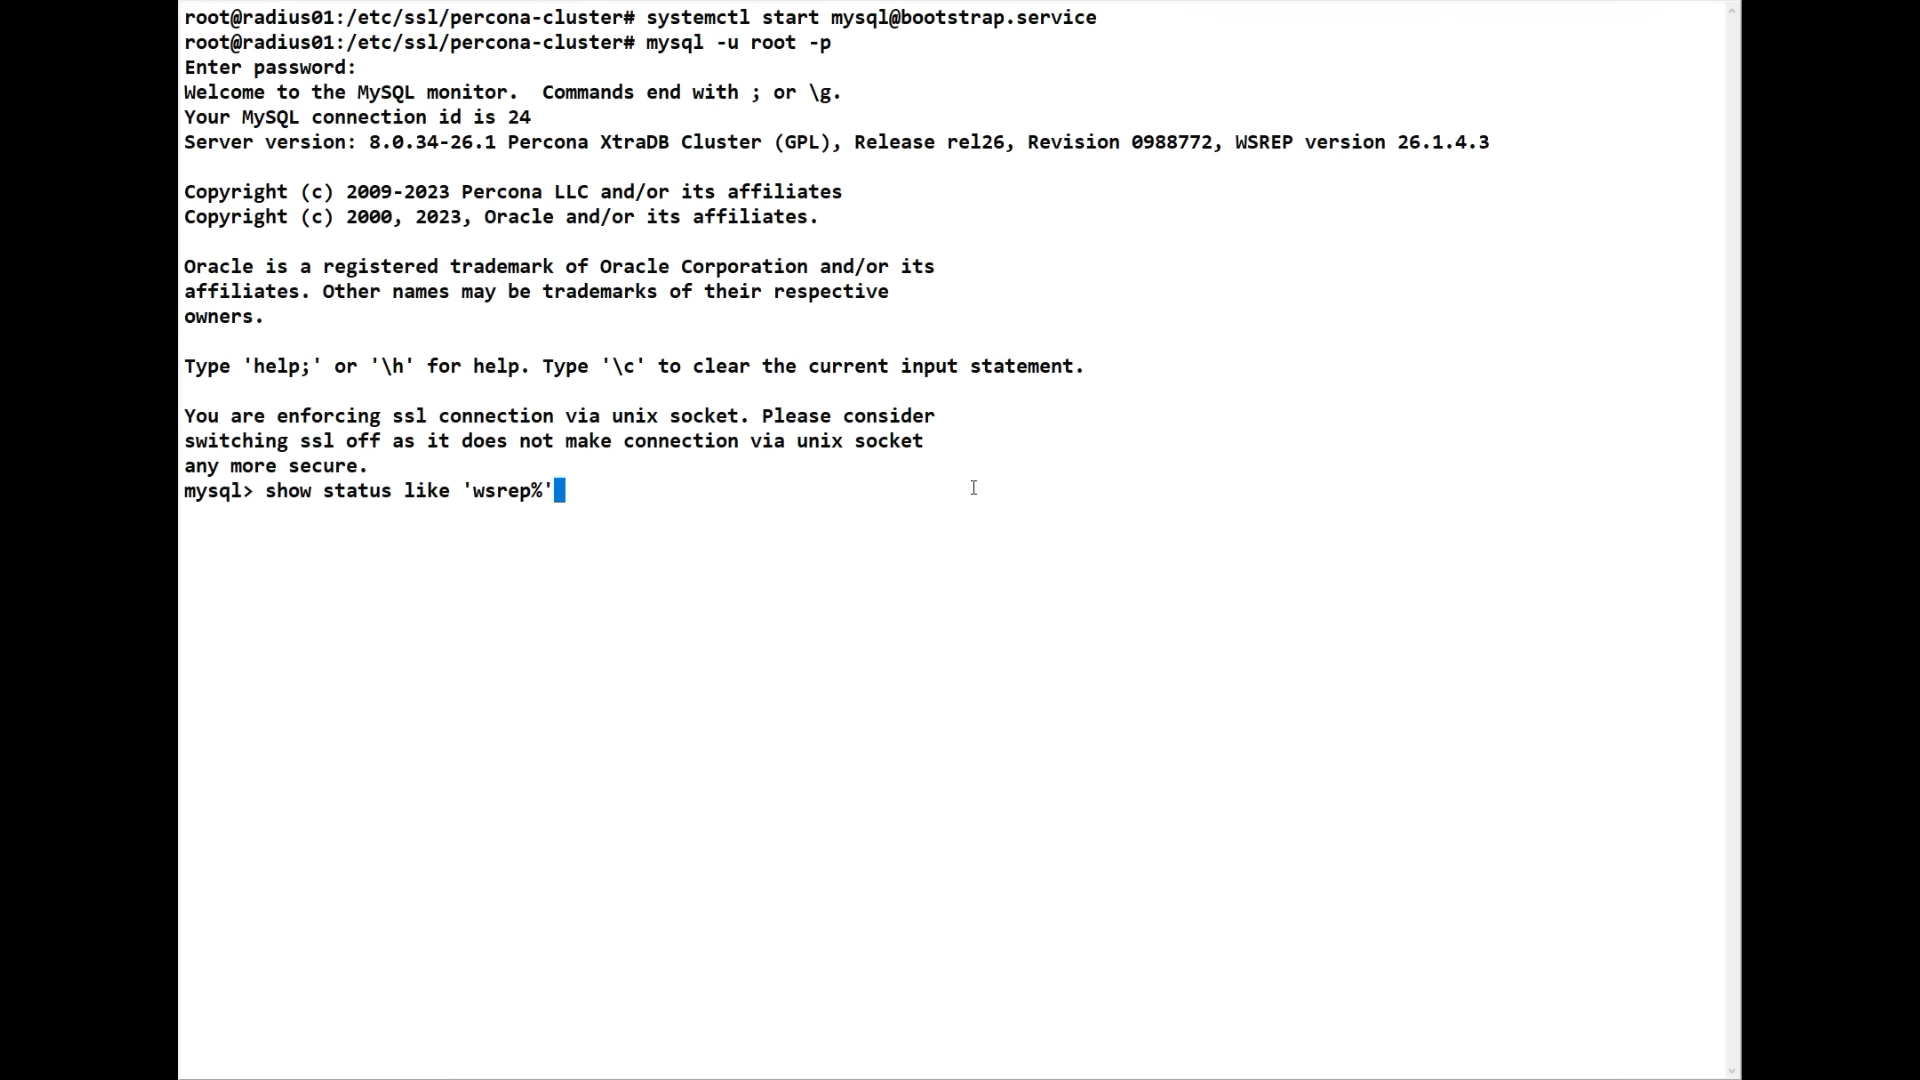 root@radius01:/etc/ssl/percona-cluster# systemctl start mysql@bootstrap.service
root@radius01:/etc/ssl/percona-cluster# mysql -u root -p
Enter password:
Welcome to the MySQL monitor.  Commands end with ; or \g.
Your MySQL connection id is 24
Server version: 8.0.34-26.1 Percona XtraDB Cluster (GPL), Release rel26, Revision 0988772, WSREP version 26.1.4.3

Copyright (c) 2009-2023 Percona LLC and/or its affiliates
Copyright (c) 2000, 2023, Oracle and/or its affiliates.

Oracle is a registered trademark of Oracle Corporation and/or its
affiliates. Other names may be trademarks of their respective
owners.

Type 'help;' or '\h' for help. Type '\c' to clear the current input statement.

You are enforcing ssl connection via unix socket. Please consider
switching ssl off as it does not make connection via unix socket
any more secure.
mysql> show status like 'wsrep%'